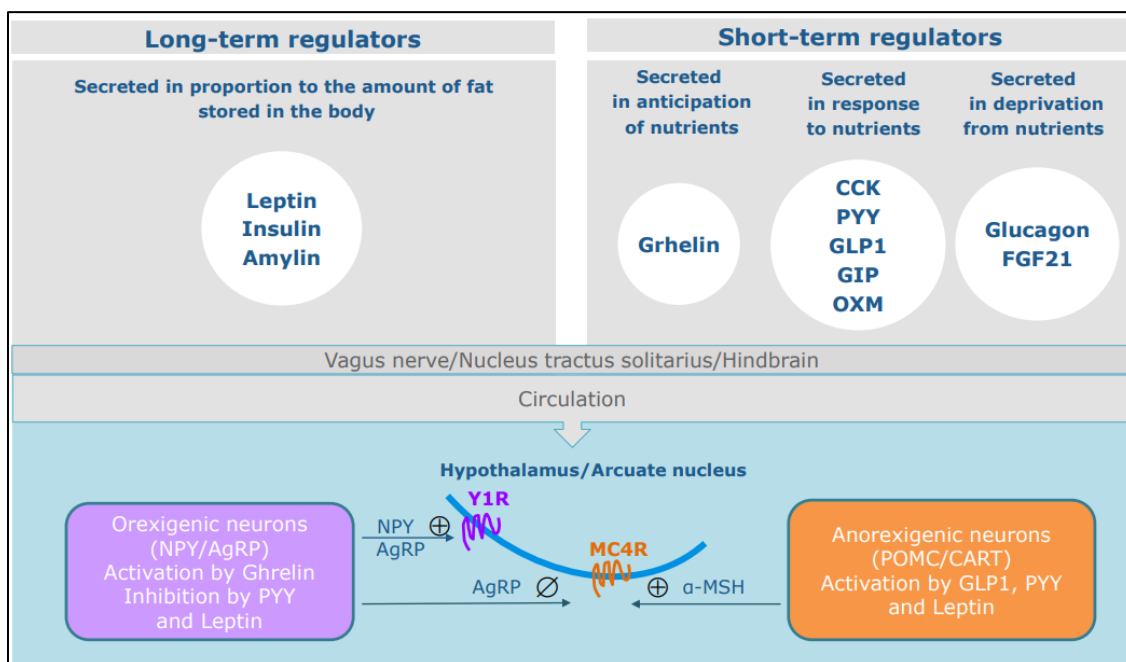 Long-term regulators
Secreted in proportion to the amount of fat
stored in the body
Leptin
Insulin
Amylin
Short-term regulators
Secreted
in anticipation
of nutrients
Grhelin
Secreted
in response
to nutrients
CCK
PYY
GLP1
GIP
OXM
Secreted
in deprivation
from nutrients
Glucagon
FGF21
Vagus nerve/Nucleus tractus solitarius/Hindbrain
Circulation
Hypothalamus/Arcuate nucleus
Orexigenic neurons
(NPY/AgRP)
Activation by Ghrelin
Inhibition by PYY
and Leptin
NPY
AgRP
Y1R
AgRP
MC4R
α-MSH
Anorexigenic neurons
(POMC/CART)
Activation by GLP1, PYY
and Leptin